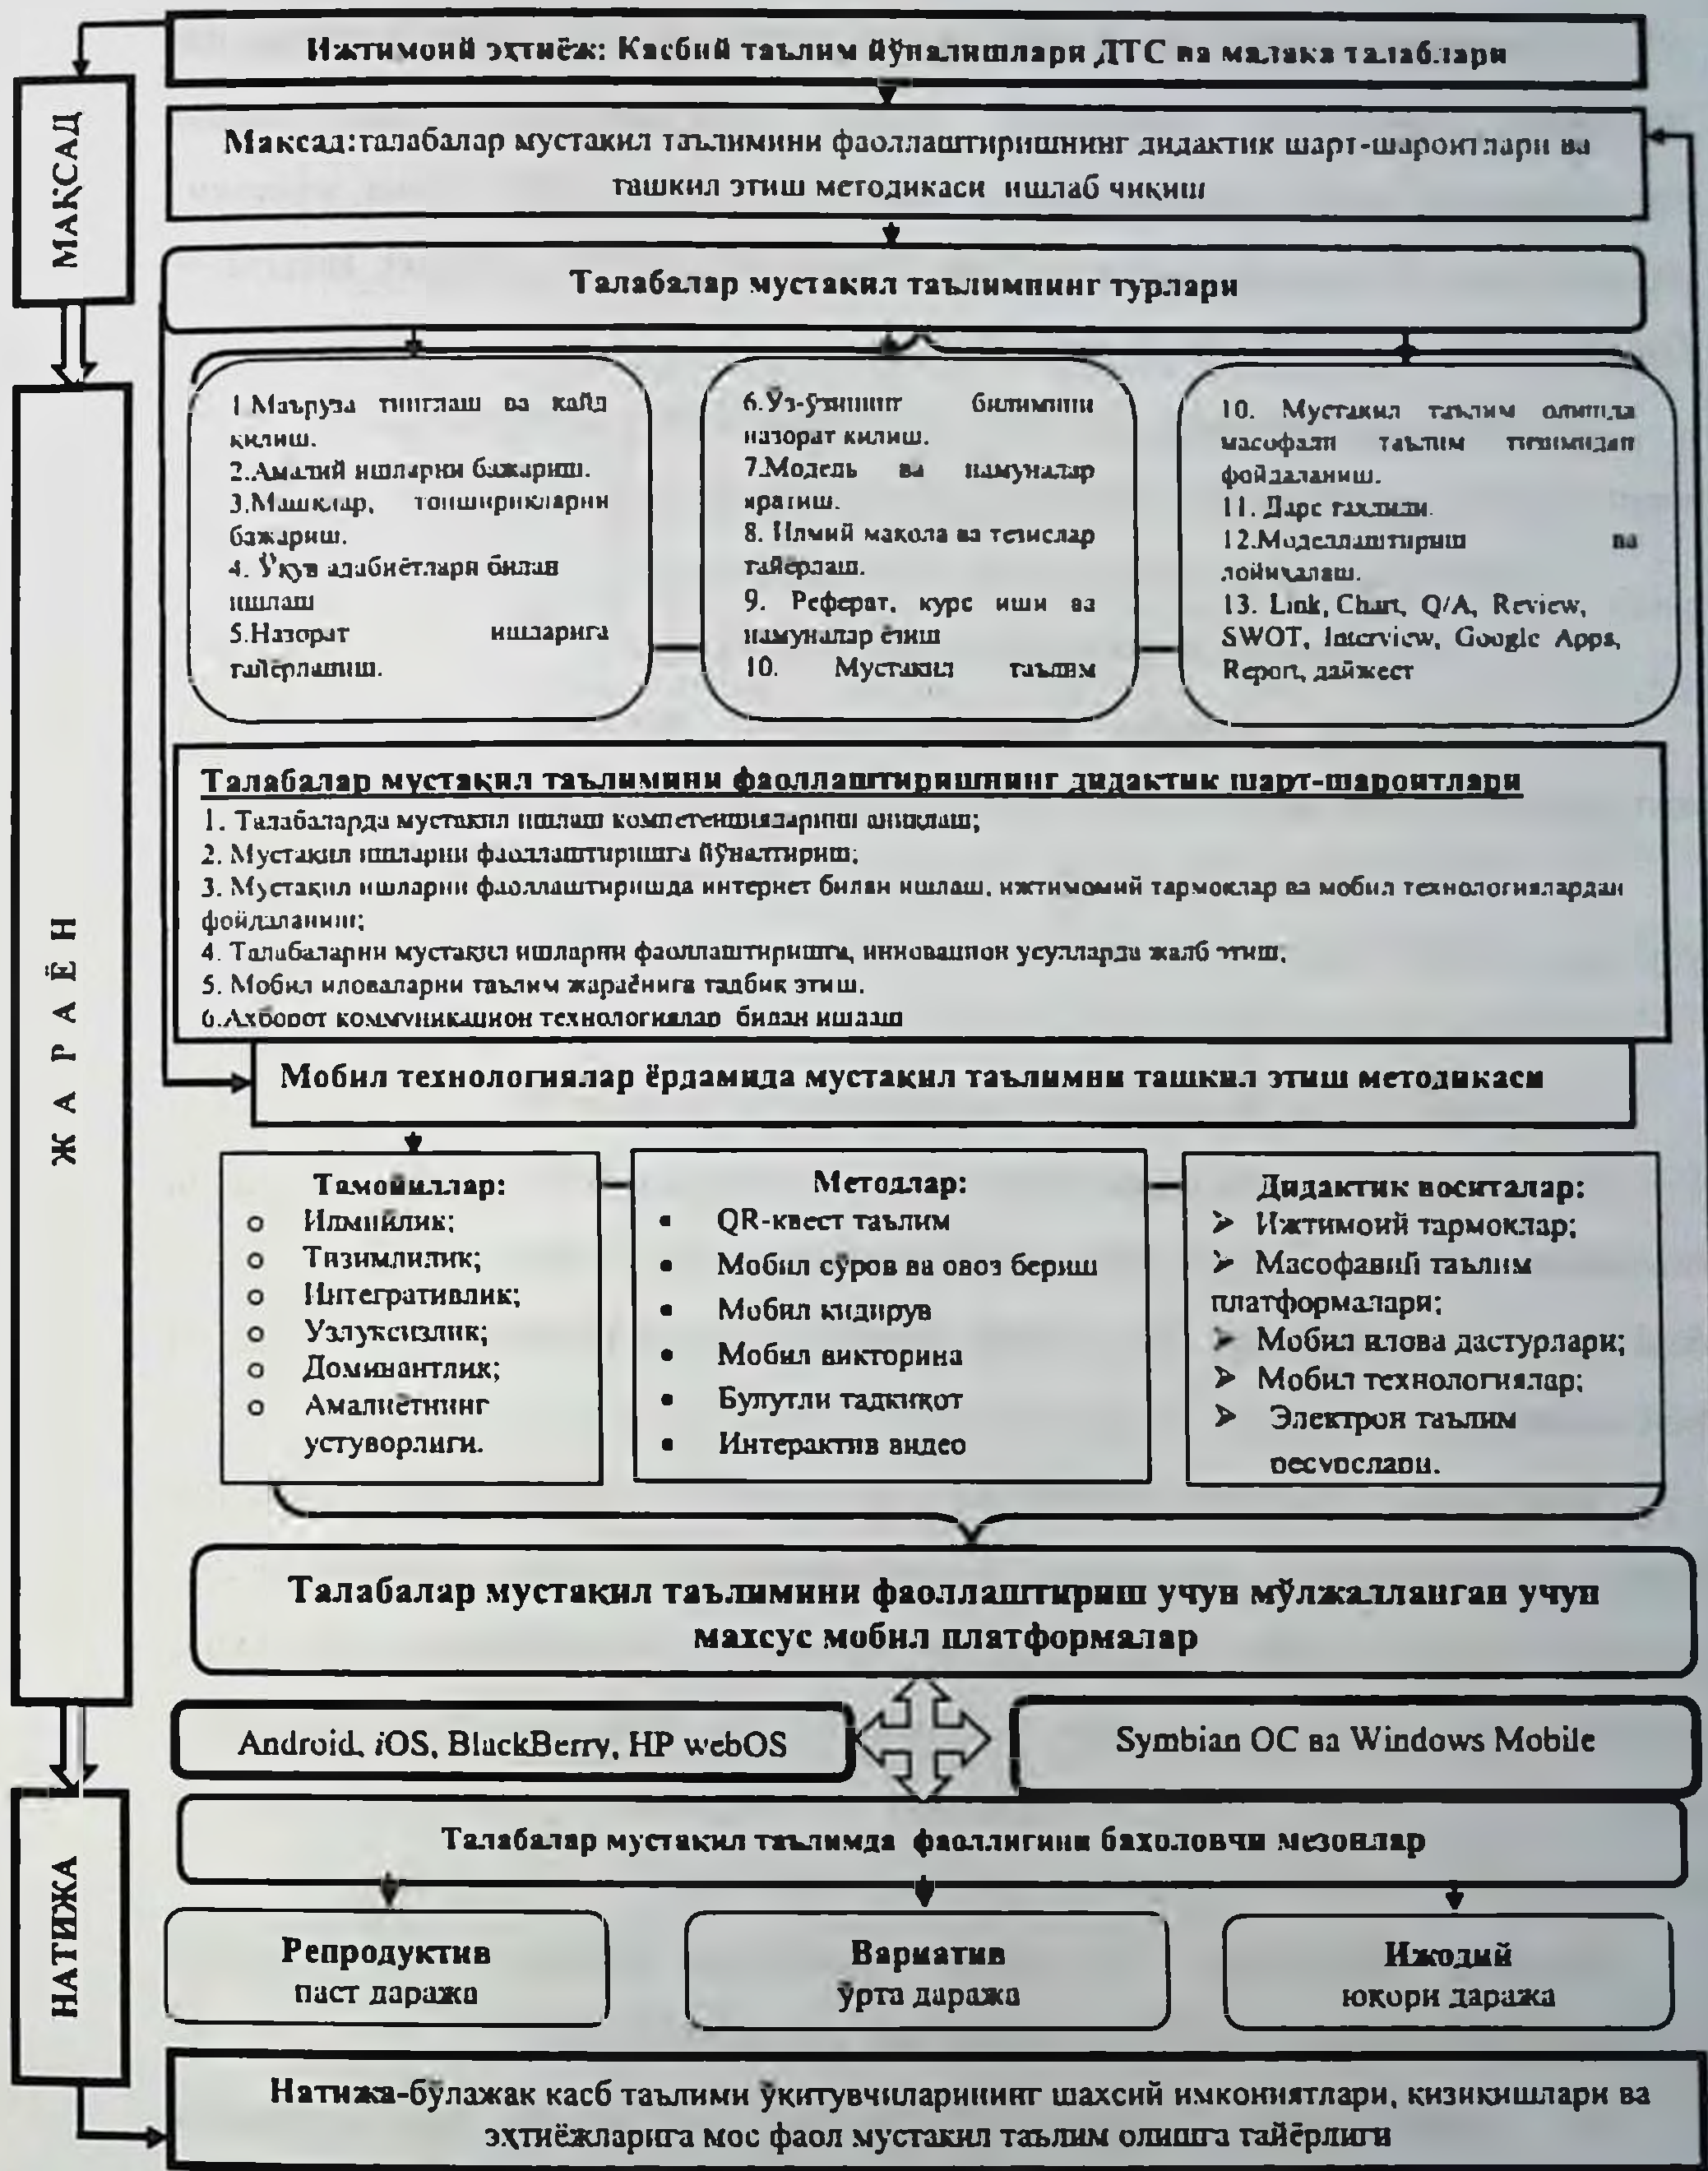 Ижтимоий эҳтиёж: Касбий таълим йўналишлари ДТС ва малака талаблари
МАҚСАД
Мақсад:талабалар мустақил таълимини фаоллаштиришнинг дидактик шарт-шароитлари ва
ташкил этиш методикаси ишлаб чиқиш
Талабалар мустақил таълимнинг турлари
1.Маъруза тинглаш ва қайд
қилиш.
2.Амалий ишларни бажариш.
3.Машқлар, топшириқларни
бажариш.
4. Ўқув адабиётлари билан
ишлаш
5.Назорат ишларига
тайёрланиш.
6.Ўз-ўзининг билимини
назорат қилиш.
7.Модель ва намуналар
яратиш.
8. Илмий мақола ва тезислар
тайёрлаш.
9. Реферат, курс иши ва
намуналар ёзиш
10. Мустақил таълим
10. Мустақил таълим олишда
масофали таълим тизимидан
фойдаланиш.
11. Дарс таҳлили.
12.Моделлаштириш ва
лойиҳалаш.
13. Link, Chart, Q/A, Review,
SWOT, Interview, Google Apps,
Report, дайжест
ЖАРАЁН
Талабалар мустақил таълимини фаоллаштиришнинг дидактик шарт-шароитлари
1. Талабаларда мустақил ишлаш компетенцияларини аниқлаш;
2. Мустақил ишларни фаоллаштиришга йўналтириш;
3. Мустақил ишларни фаоллаштиришда интернет билан ишлаш, ижтимомий тармоқлар ва мобил технологиялардан
фойдаланиш;
4. Талабаларни мустақил ишларни фаоллаштиришга, инновацион усулларда жалб этиш;
5. Мобил иловаларни таълим жараёнига тадбиқ этиш.
6.Ахборот коммуникацион технологиялар билан ишлаш
Мобил технологиялар ёрдамида мустақил таълимни ташкил этиш методикаси
Тамойиллар:
Илмийлик;
Тизимлилик;
Интегративлик;
Узлуксизлик;
Доминантлик;
Амалиётнинг
устуворлиги.
Методлар:
QR-квест таълим
Мобил сўров ва овоз бериш
Мобил қидирув
Мобил викторина
Булутли тадқиқот
Интерактив видео
Дидактик воситалар:
Ижтимоий тармоқлар;
Масофавий таълим
платформалари;
Мобил илова дастурлари;
Мобил технологиялар;
Электрон таълим
ресурслари.
Талабалар мустақил таълимини фаоллаштириш учун мўлжалланган учун
махсус мобил платформалар
Android, iOS, BlackBerry, HP webOS
Symbian ОС ва Windows Mobile
НАТИЖА
Талабалар мустақил таълимда фаоллигини баҳоловчи мезонлар
Репродуктив
паст даража
Вариатив
ўрта даража
Ижодий
юқори даража
Натижа-бўлажак касб таълими ўқитувчиларининг шахсий имкониятлари, қизиқишлари ва
эҳтиёжларига мос фаол мустақил таълим олишга тайёрлиги